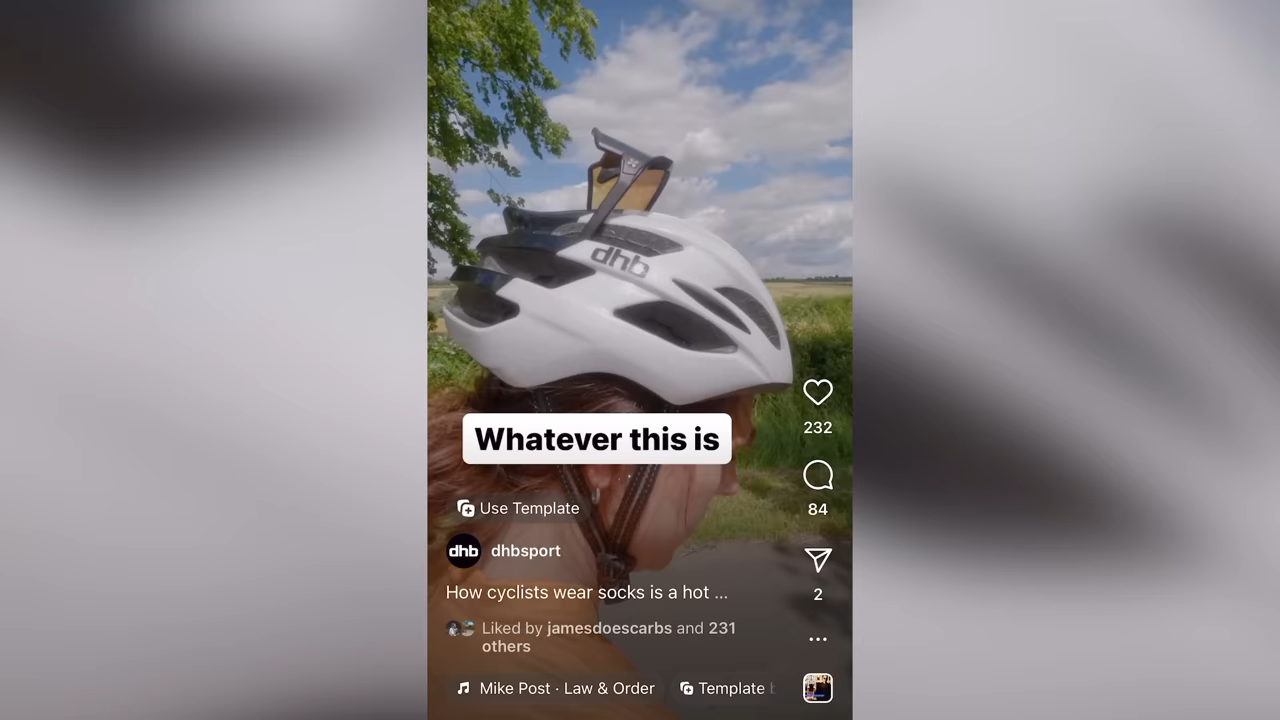 dhb
Whatever this is
232
Use Template
84
dhb dhbsport
How cyclists wear socks is a hot ...
2
Liked by jamesdoescarbs and 231
others
Mike Post · Law & Order
Template